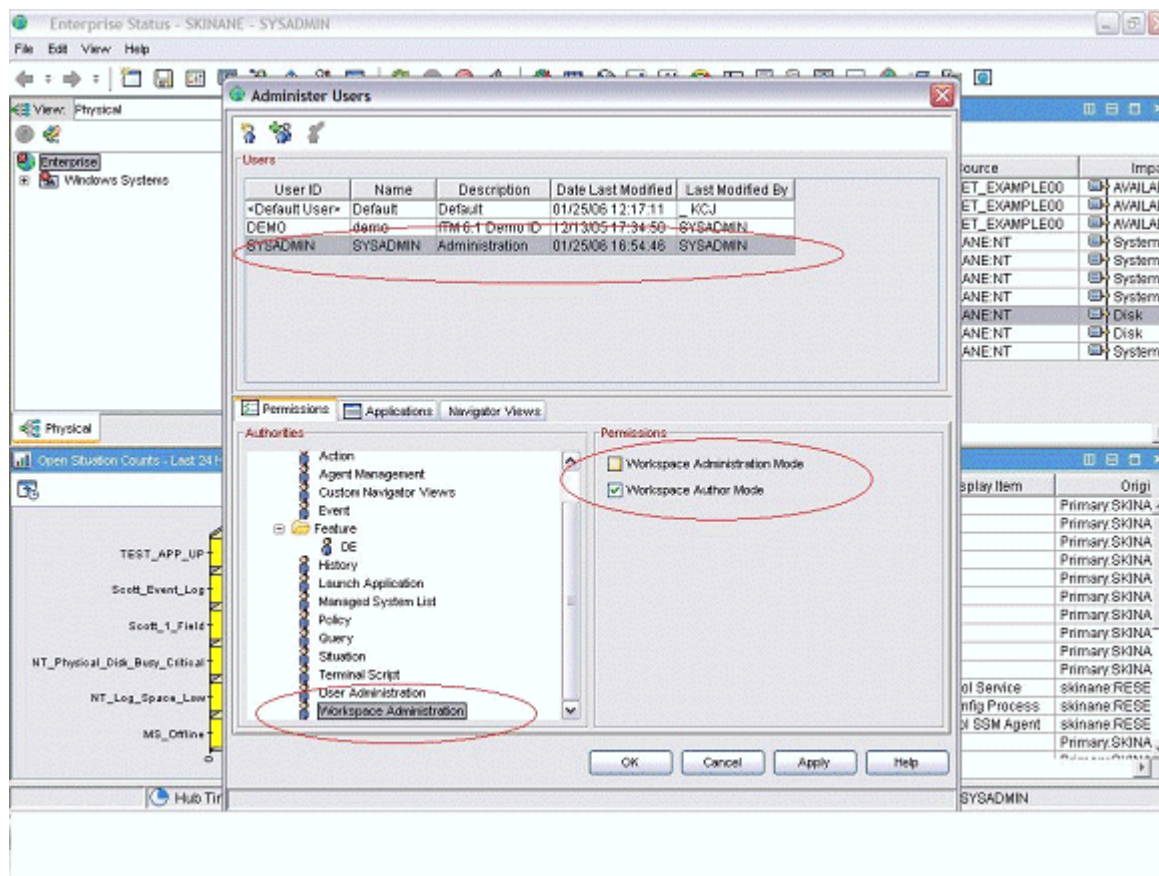 Enterprise Status - SKINANE - SYSADMIN
File Edit View Help
View: Physical
Enterprise
Windows Systems
Physical
Administer Users
Users
User ID Name Description Date Last Modified Last Modified By
<Default User> Default Default 01/25/06 12:17:11 _KCJ
DEMO demo ITM 6.1 Demo ID 12/13/05 17:34:50 SYSADMIN
SYSADMIN SYSADMIN Administration 01/25/06 16:54:46 SYSADMIN
Permissions Applications Navigator Views
Authorities
Action
Agent Management
Custom Navigator Views
Event
Feature
DE
History
Launch Application
Managed System List
Policy
Query
Situation
Terminal Script
User Administration
Workspace Administration
Permissions
Workspace Administration Mode
Workspace Author Mode
OK Cancel Apply Help
ource Impa
ET_EXAMPLE00 AVAILA
ET_EXAMPLE00 AVAILA
ET_EXAMPLE00 AVAILA
ANE:NT System
ANE:NT System
ANE:NT System
ANE:NT System
ANE:NT Disk
ANE:NT Disk
ANE:NT System
Open Situation Counts - Last 24 H
TEST_APP_UP
Scott_Event_Log
Scott_1_Field
NT_Physical_Disk_Busy_Critical
NT_Log_Space_Low
MS_Offline
0
splay Item Origi
Primary:SKINA
Primary:SKINA
Primary:SKINA
Primary:SKINA
Primary:SKINA
Primary:SKINA
Primary:SKINA
Primary:SKINA
Primary:SKINA
Primary:SKINA
ol Service skinane:RESE
nfig Process skinane:RESE
ol SSM Agent skinane:RESE
Primary:SKINA
Hub Tir
SYSADMIN